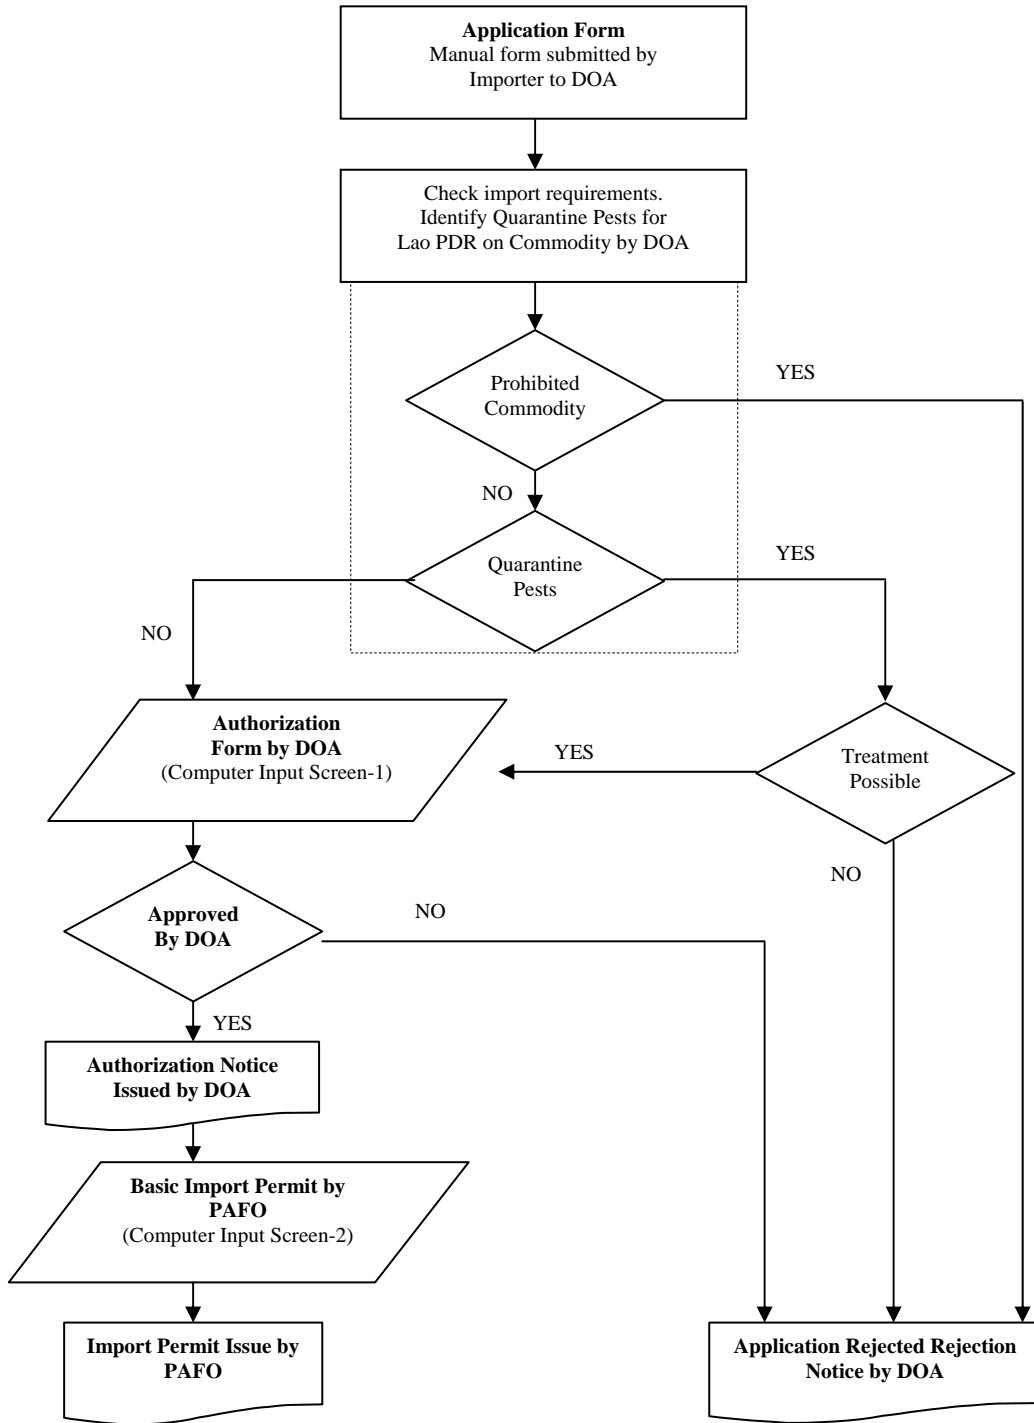 Application Form
Manual form submitted by
Importer to DOA
Check import requirements.
Identify Quarantine Pests for
Lao PDR on Commodity by DOA
Prohibited
Commodity
YES
NO
Quarantine
Pests
YES
NO
Authorization
Form by DOA
(Computer Input Screen-1)
YES
Treatment
Possible
NO
Approved
By DOA
NO
YES
Authorization Notice
Issued by DOA
Basic Import Permit by
PAFO
(Computer Input Screen-2)
Import Permit Issue by
PAFO
Application Rejected Rejection
Notice by DOA